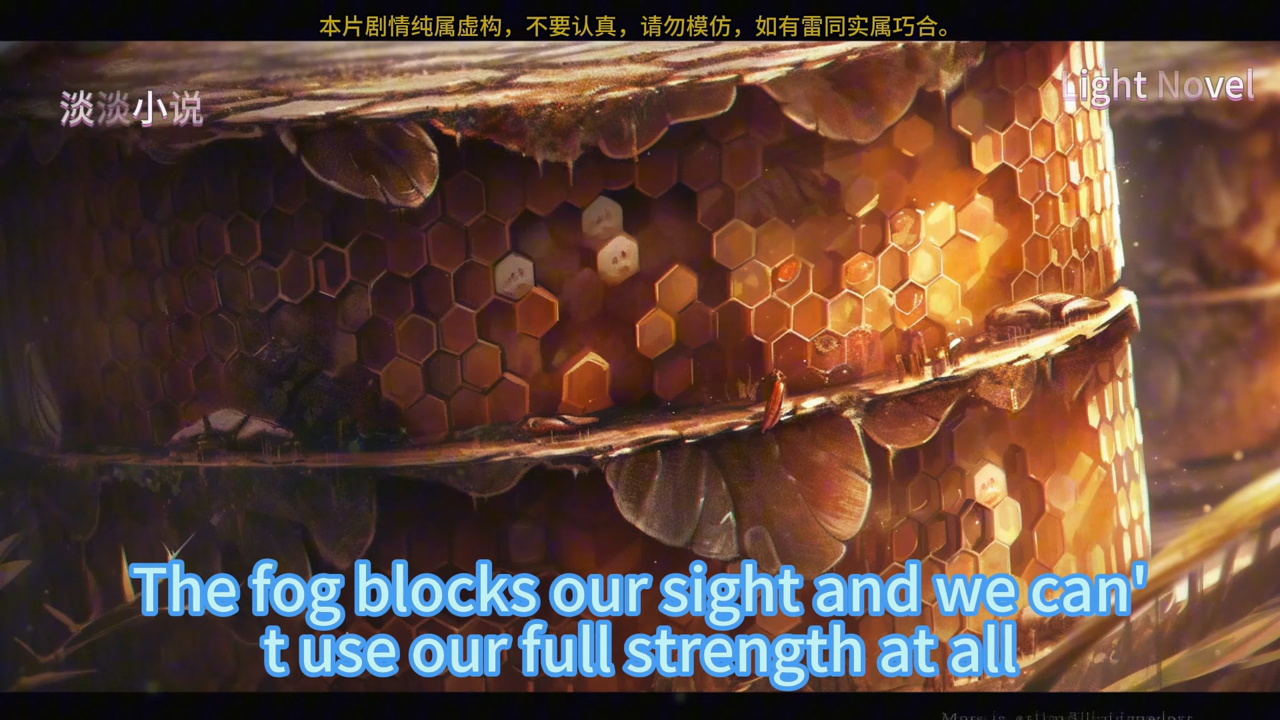 本片剧情纯属虚构，不要认真，请勿模仿，如有雷同实属巧合。
淡淡小说
Light Novel
The fog blocks our sight and we can'
t use our full strength at all